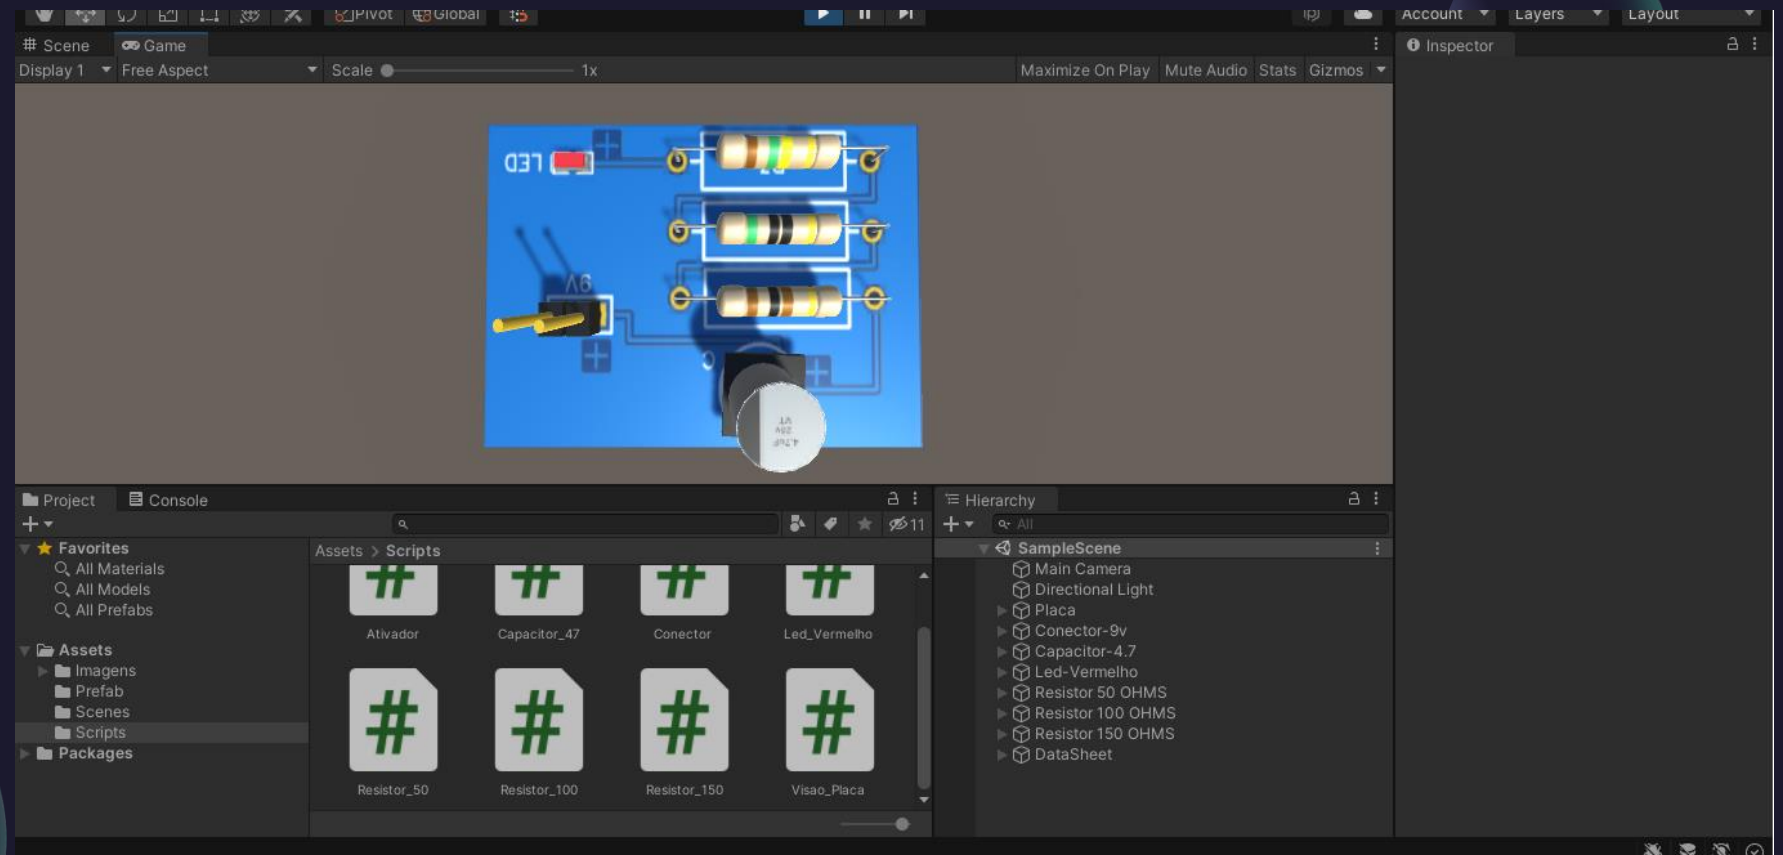 Pivot Global Account Layers Layout
Scene Game Inspector
Display 1 Free Aspect Scale 1x Maximize On Play Mute Audio Stats Gizmos
LED
9V
C
VT
4.7uF
Project Console Hierarchy
11 All
Favorites Assets > Scripts SampleScene
All Materials Main Camera
All Models Directional Light
All Prefabs Placa
Ativador Capacitor_47 Conector Led_Vermelho Conector-9v
Assets Capacitor-4.7
Imagens Led-Vermelho
Prefab Resistor 50 OHMS
Scenes Resistor 100 OHMS
Scripts Resistor 150 OHMS
Packages DataSheet
Resistor_50 Resistor_100 Resistor_150 Visao_Placa